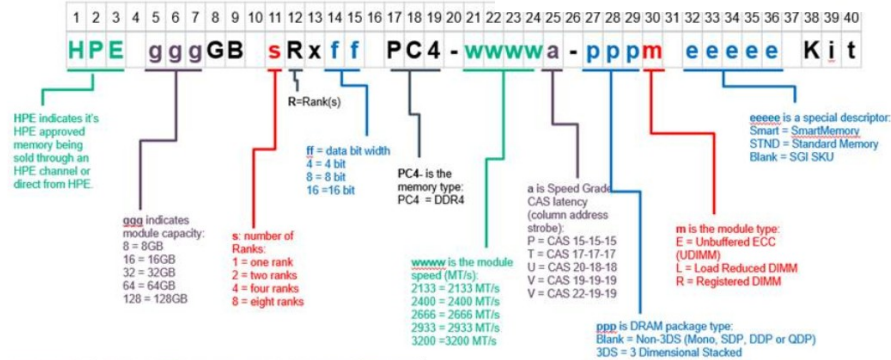 1 2 3 4 5 6 7 8 9 10 11 12 13 14 15 16 17 18 19 20 21 22 23 24 25 26 27 28 29 30 31 32 33 34 35 36 37 38 39 40
HPE gggGB sRxff PC4-wwwwa-pppm eeeee Kit
HPE indicates it's
HPE approved
memory being
sold through an
HPE channel or
direct from HPE.
ggg indicates
module capacity:
8 = 8GB
16 = 16GB
32 = 32GB
64 = 64GB
128 = 128GB
s: number of
Ranks:
1 = one rank
2 = two ranks
4 = four ranks
8 = eight ranks
R=Rank(s)
ff = data bit width
4 = 4 bit
8 = 8 bit
16 =16 bit
PC4- is the
memory type:
PC4 = DDR4
wwww is the module
speed (MT/s):
2133 = 2133 MT/s
2400 = 2400 MT/s
2666 = 2666 MT/s
2933 = 2933 MT/s
3200 =3200 MT/s
a is Speed Grade
CAS latency
(column address
strobe):
P = CAS 15-15-15
T = CAS 17-17-17
U = CAS 20-18-18
V = CAS 19-19-19
V = CAS 22-19-19
ppp is DRAM package type:
Blank = Non-3DS (Mono, SDP, DDP or QDP)
3DS = 3 Dimensional Stacked
m is the module type:
E = Unbuffered ECC
(UDIMM)
L = Load Reduced DIMM
R = Registered DIMM
eeeee is a special descriptor:
Smart = SmartMemory
STND = Standard Memory
Blank = SGI SKU